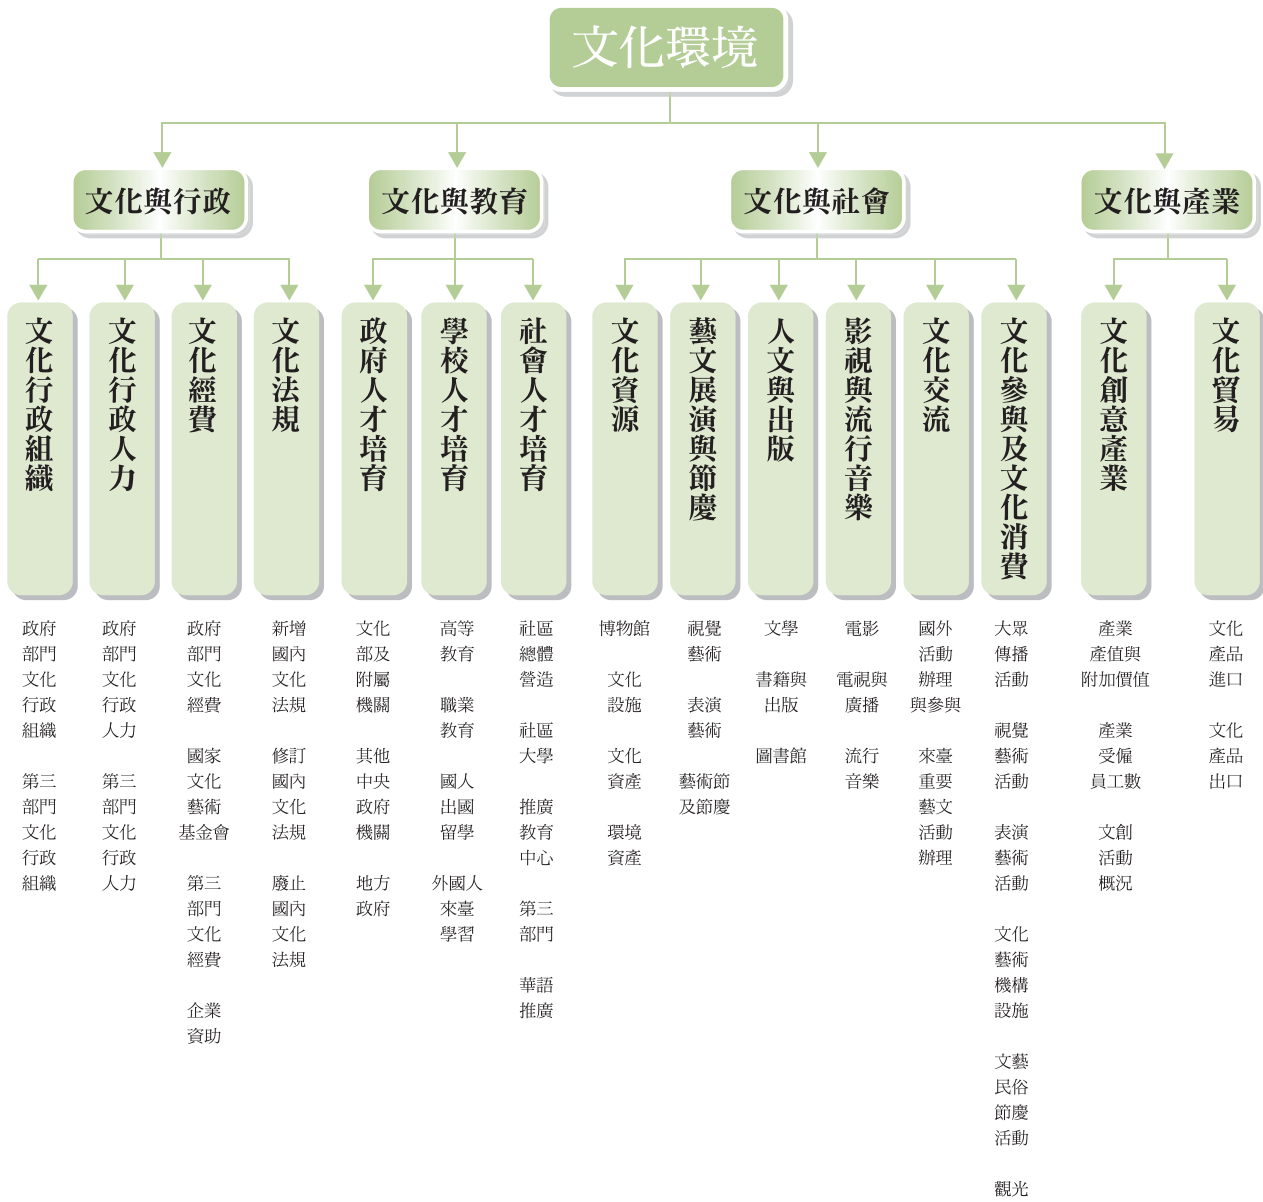 文化環境
文化與行政
文化與教育
文化與社會
文化與產業
文化行政組織
文化行政人力
文化經費
文化法規
政府人才培育
學校人才培育
社會人才培育
文化資源
藝文展演與節慶
人文與出版
影視與流行音樂
文化交流
文化參與及文化消費
文化創意產業
文化貿易
政府
部門
文化
行政
組織
第三
部門
文化
行政
組織
政府
部門
文化
行政
人力
第三
部門
文化
行政
人力
政府
部門
文化
經費
國家
文化
藝術
基金會
第三
部門
文化
經費
企業
資助
新增
國內
文化
法規
修訂
國內
文化
法規
廢止
國內
文化
法規
文化
部及
附屬
機關
其他
中央
政府
機關
地方
政府
高等
教育
職業
教育
國人
出國
留學
外國人
來臺
學習
社區
總體
營造
社區
大學
推廣
教育
中心
第三
部門
華語
推廣
博物館
文化
設施
文化
資產
環境
資產
視覺
藝術
表演
藝術
藝術節
及節慶
文學
書籍與
出版
圖書館
電影
電視與
廣播
流行
音樂
國外
活動
辦理
與參與
來臺
重要
藝文
活動
辦理
大眾
傳播
活動
視覺
藝術
活動
表演
藝術
活動
文化
藝術
機構
設施
文藝
民俗
節慶
活動
觀光
產業
產值與
附加價值
產業
受僱
員工數
文創
活動
概況
文化
產品
進口
文化
產品
出口